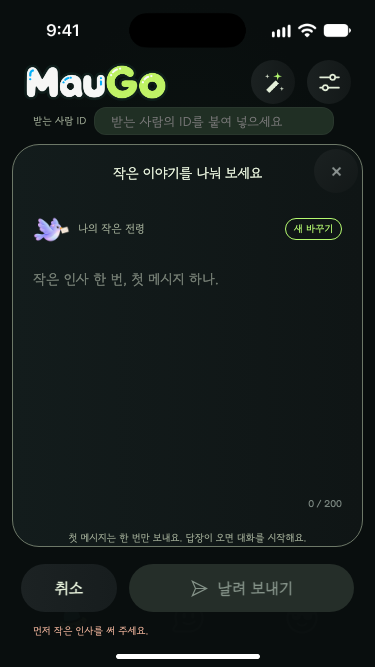 9:41
MauGo
받는 사람 ID
받는 사람의 ID를 붙여 넣으세요
작은 이야기를 나눠 보세요
나의 작은 전령
새 바꾸기
작은 인사 한 번, 첫 메시지 하나.
0 / 200
첫 메시지는 한 번만 보내요. 답장이 오면 대화를 시작해요.
취소
날려 보내기
먼저 작은 인사를 써 주세요.